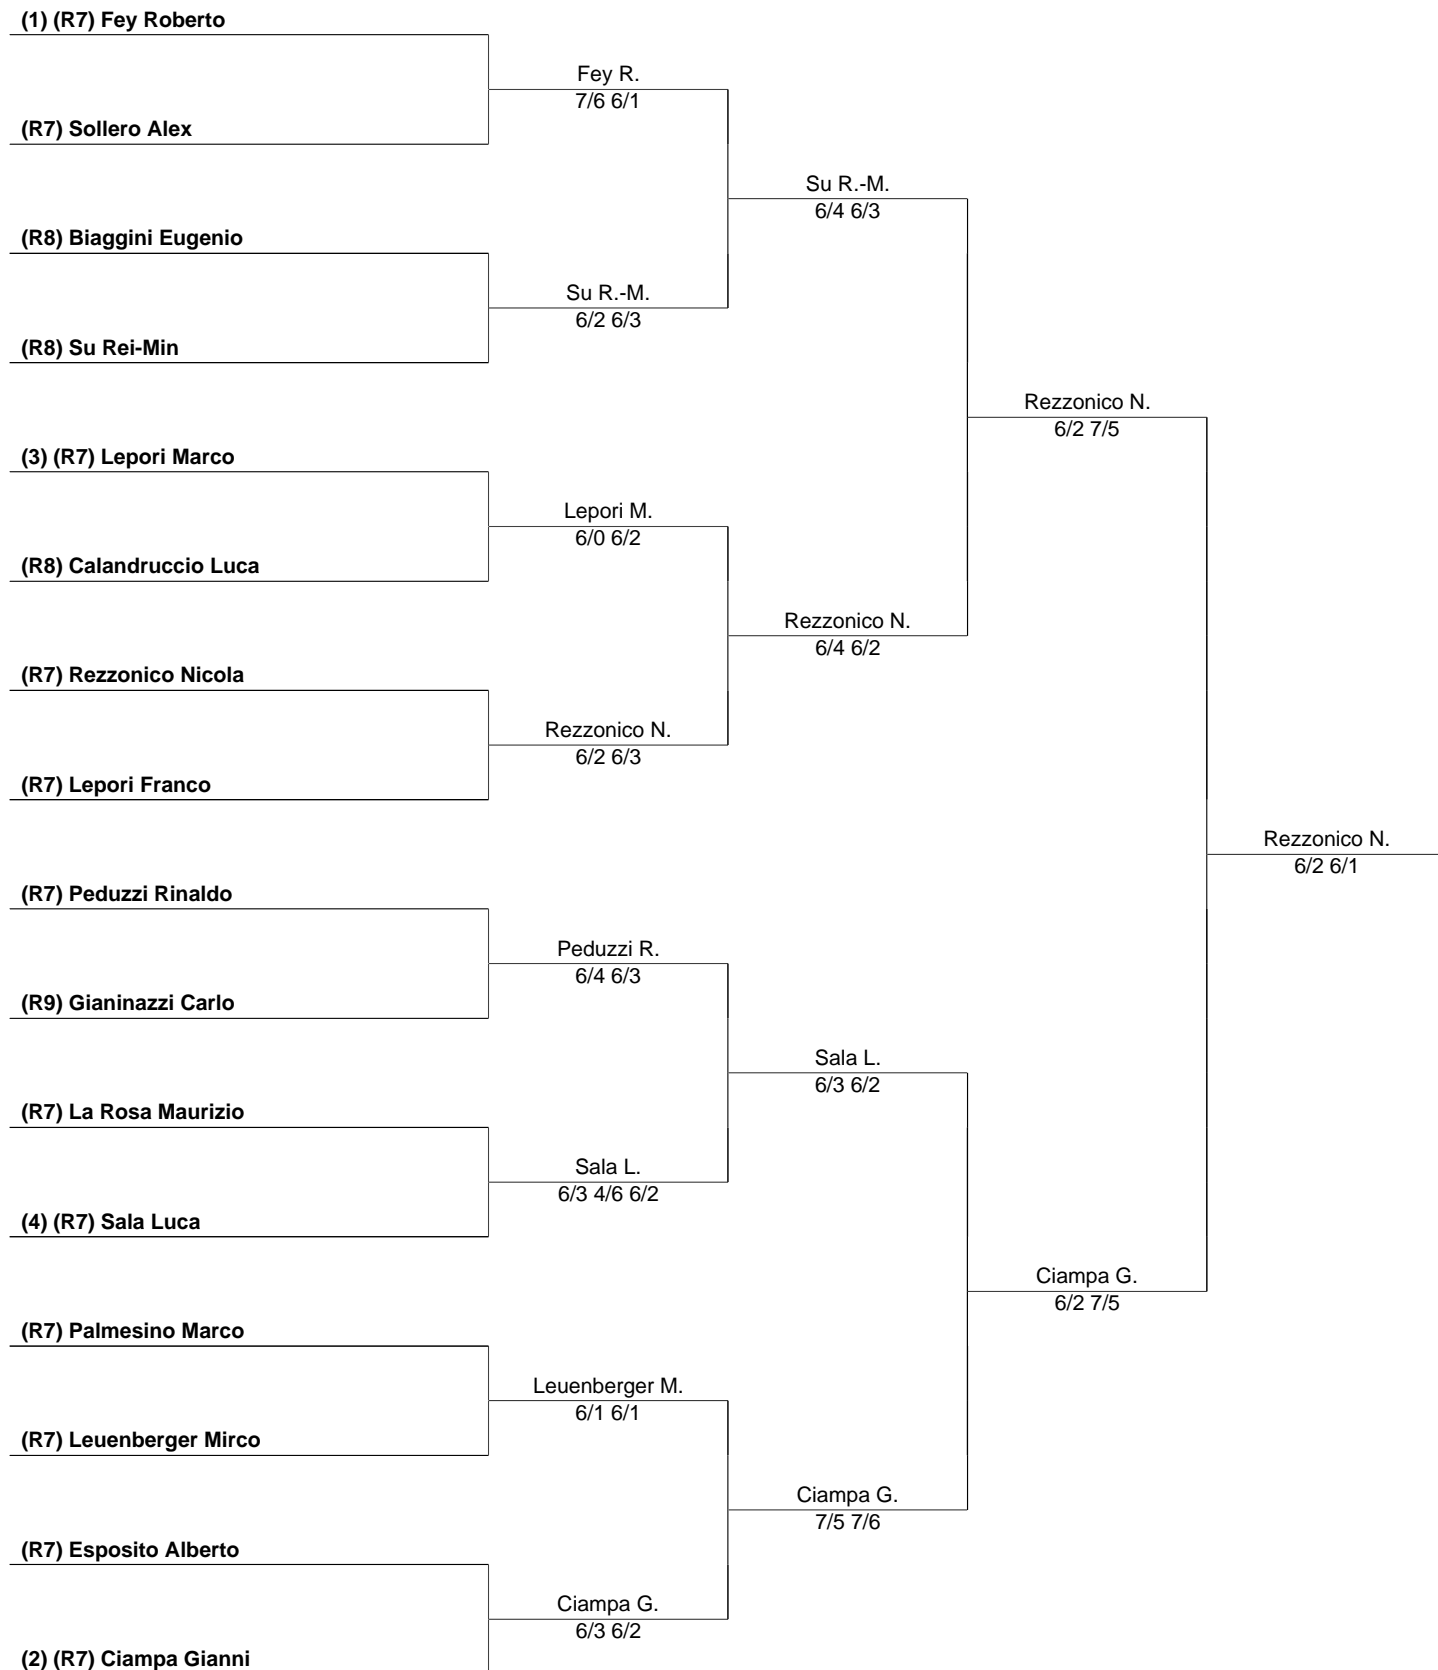 (1) (R7) Fey Roberto
Fey R.
7/6 6/1
(R7) Sollero Alex
Su R.-M.
6/4 6/3
(R8) Biaggini Eugenio
Su R.-M.
6/2 6/3
(R8) Su Rei-Min
Rezzonico N.
6/2 7/5
(3) (R7) Lepori Marco
Lepori M.
6/0 6/2
(R8) Calandruccio Luca
Rezzonico N.
6/4 6/2
(R7) Rezzonico Nicola
Rezzonico N.
6/2 6/3
(R7) Lepori Franco
Rezzonico N.
6/2 6/1
(R7) Peduzzi Rinaldo
Peduzzi R.
6/4 6/3
(R9) Gianinazzi Carlo
Sala L.
6/3 6/2
(R7) La Rosa Maurizio
Sala L.
6/3 4/6 6/2
(4) (R7) Sala Luca
Ciampa G.
6/2 7/5
(R7) Palmesino Marco
Leuenberger M.
6/1 6/1
(R7) Leuenberger Mirco
Ciampa G.
7/5 7/6
(R7) Esposito Alberto
Ciampa G.
6/3 6/2
(2) (R7) Ciampa Gianni